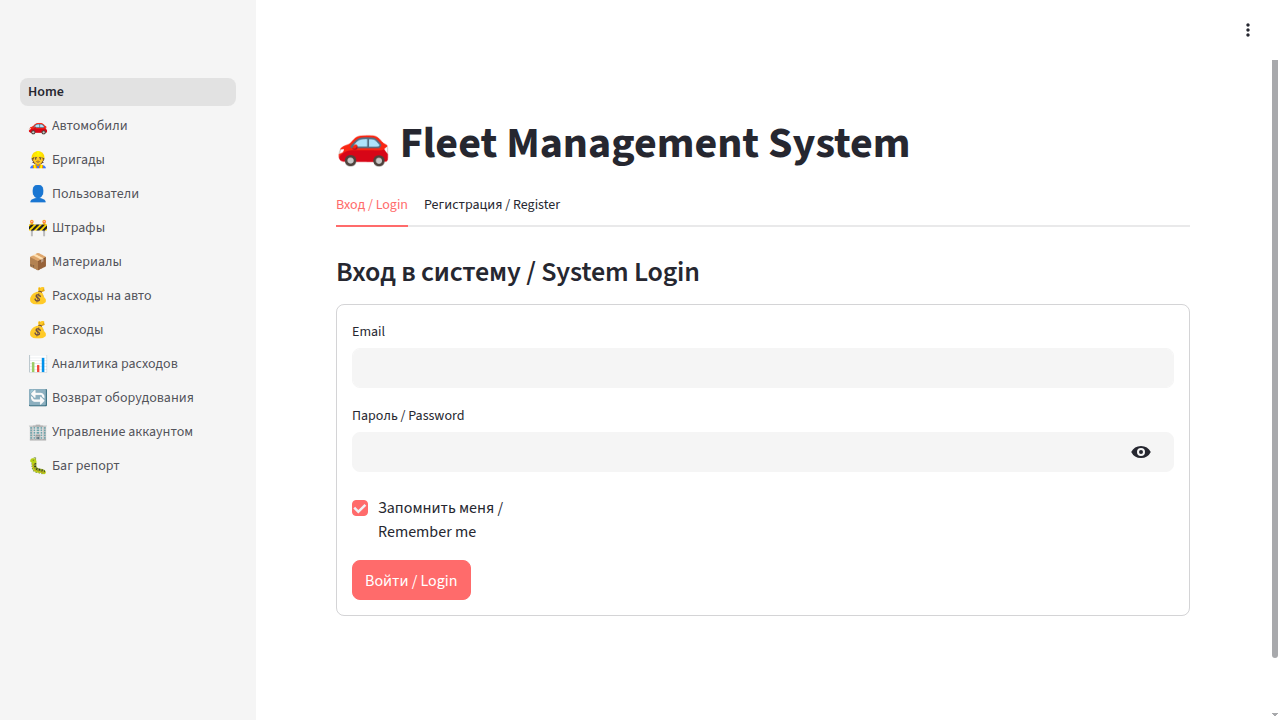 Home
Автомобили
Бригады
Пользователи
Штрафы
Материалы
Расходы на авто
Расходы
Аналитика расходов
Возврат оборудования
Управление аккаунтом
Баг репорт
Fleet Management System
Вход / Login
Регистрация / Register
Вход в систему / System Login
Email
Пароль / Password
Запомнить меня /
Remember me
Войти / Login